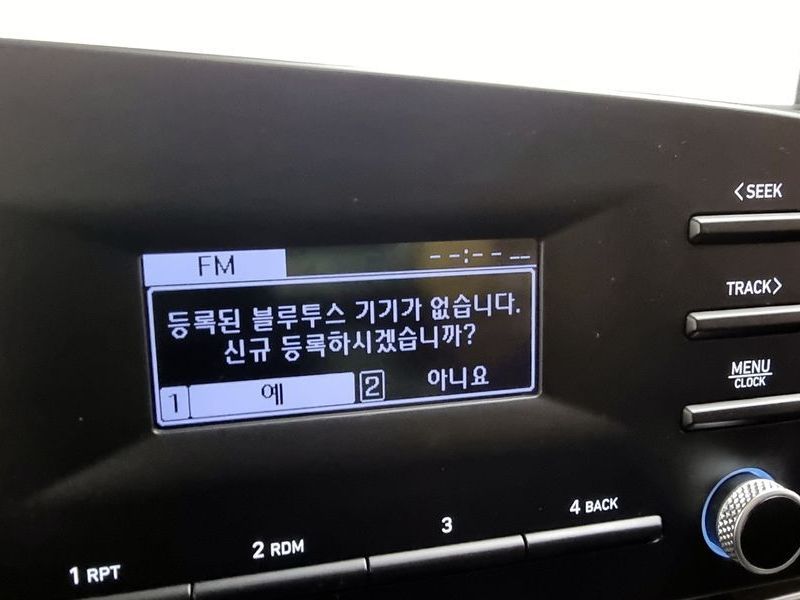 FM
--:-- --
등록된 블루투스 기기가 없습니다.
신규 등록하시겠습니까?
1 예 2 아니요
<SEEK
TRACK>
MENU
CLOCK
1 RPT 2 RDM 3 4 BACK